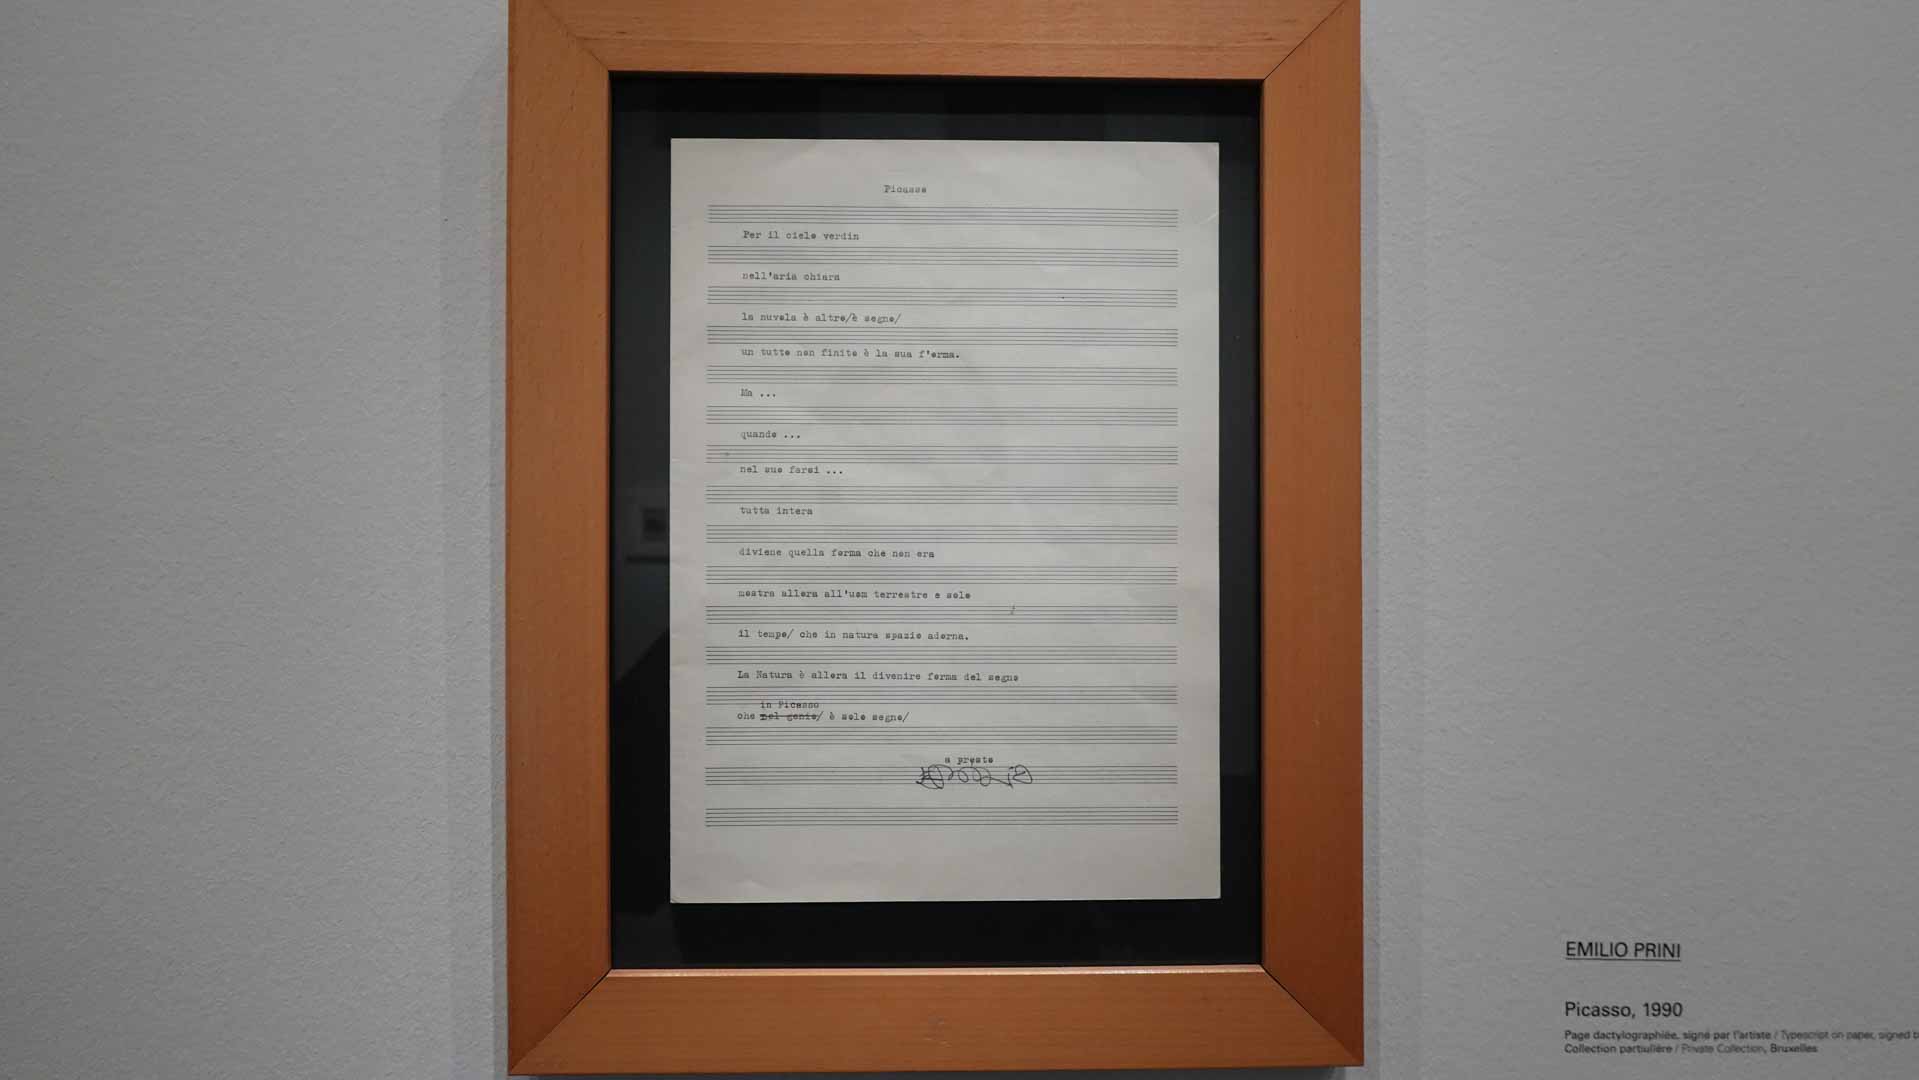 Picasso
Per il cielo verdin
nell'aria chiara
la nuvola è altro/è segno/
un tutto non finito è la sua f'orma.
Ma ...
quando ...
nel suo farsi ...
tutta intera
diviene quella forma che non era
mostra allora all'uom terrestre e solo
il tempo/ che in natura spazio adorna.
La Natura è allora il divenire forma del segno
in Picasso
che nel genio/ è solo segno/
a presto
EMILIO PRINI
Picasso, 1990
Page dactylographiée, signé par l'artiste / Typescript on paper, signed b
Collection partiulière / Private Collection, Bruxelles